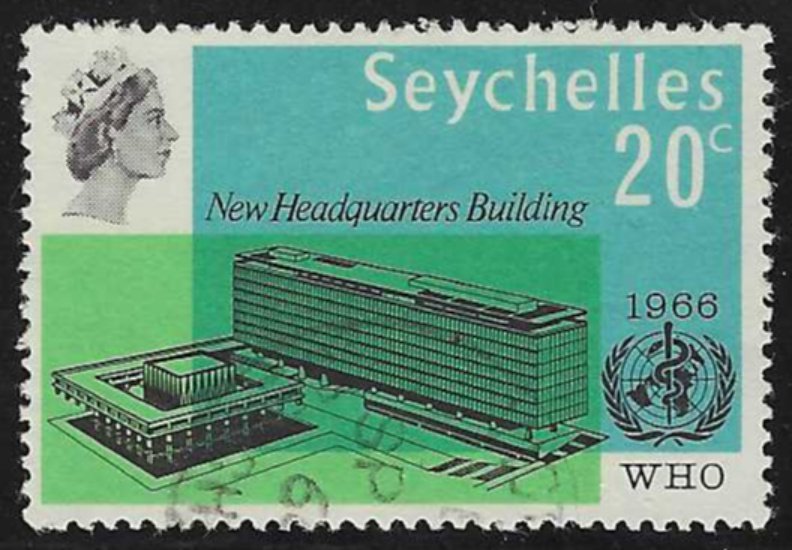 Seychelles
20c
New Headquarters Building
1966
WHO